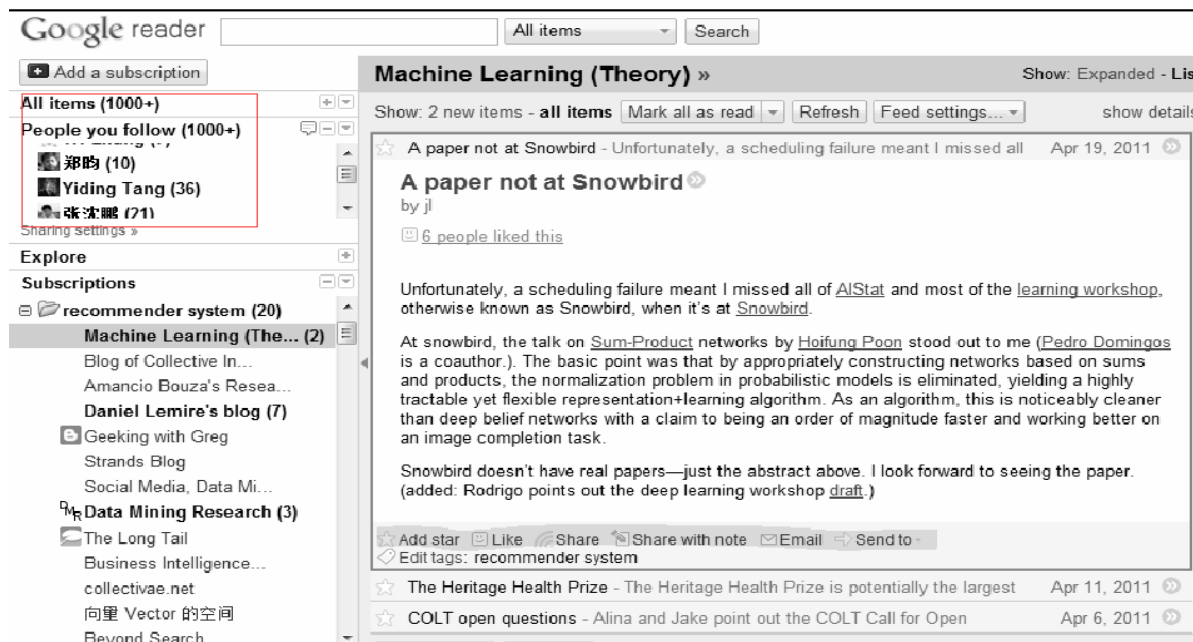 Google reader
All items
Search
Add a subscription
All items (1000+)
People you follow (1000+)
郑昀 (10)
Yiding Tang (36)
张沈鹏 (21)
Sharing settings »
Explore
Subscriptions
recommender system (20)
Machine Learning (The... (2)
Blog of Collective In...
Amancio Bouza's Resea...
Daniel Lemire's blog (7)
Geeking with Greg
Strands Blog
Social Media, Data Mi...
Data Mining Research (3)
The Long Tail
Business Intelligence...
collectivae.net
向里 Vector 的空间
Beyond Search
Machine Learning (Theory) »
Show: Expanded - Lis
Show: 2 new items - all items Mark all as read Refresh Feed settings... show details
A paper not at Snowbird - Unfortunately, a scheduling failure meant I missed all Apr 19, 2011
A paper not at Snowbird
by jl
6 people liked this
Unfortunately, a scheduling failure meant I missed all of AIStat and most of the learning workshop,
otherwise known as Snowbird, when it's at Snowbird.
At snowbird, the talk on Sum-Product networks by Hoifung Poon stood out to me (Pedro Domingos
is a coauthor.). The basic point was that by appropriately constructing networks based on sums
and products, the normalization problem in probabilistic models is eliminated, yielding a highly
tractable yet flexible representation+learning algorithm. As an algorithm, this is noticeably cleaner
than deep belief networks with a claim to being an order of magnitude faster and working better on
an image completion task.
Snowbird doesn't have real papers—just the abstract above. I look forward to seeing the paper.
(added: Rodrigo points out the deep learning workshop draft.)
Add star Like Share Share with note Email Send to
Edit tags: recommender system
The Heritage Health Prize - The Heritage Health Prize is potentially the largest Apr 11, 2011
COLT open questions - Alina and Jake point out the COLT Call for Open Apr 6, 2011